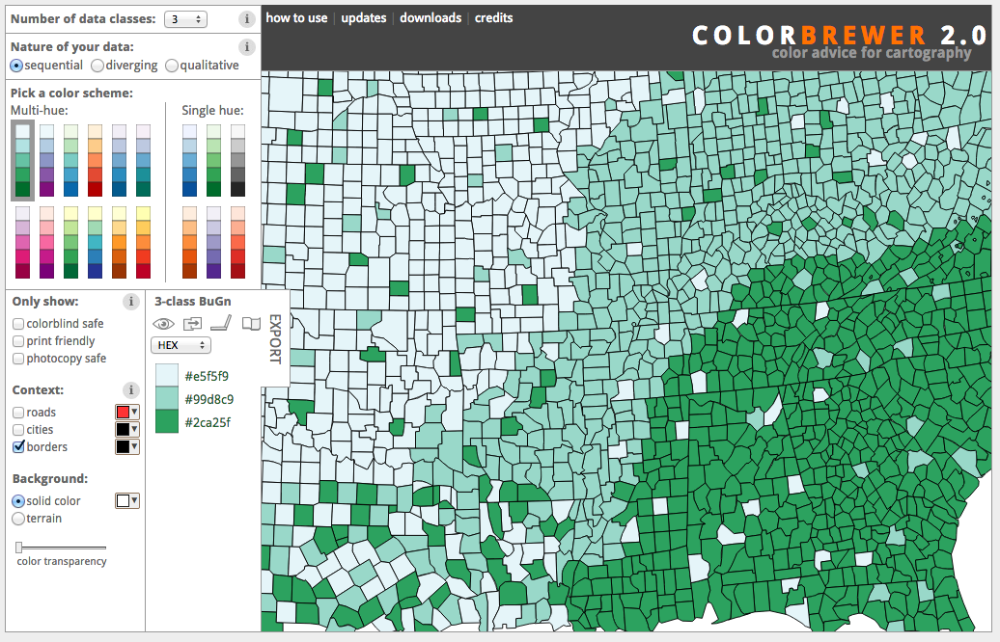 Number of data classes: 3 i
how to use | updates | downloads | credits
COLORBREWER 2.0
color advice for cartography
Nature of your data: i
sequential diverging qualitative
Pick a color scheme:
Multi-hue: Single hue:
Only show: i
colorblind safe
print friendly
photocopy safe
Context: i
roads
cities
borders
Background:
solid color
terrain
color transparency
3-class BuGn
EXPORT
HEX
#e5f5f9
#99d8c9
#2ca25f